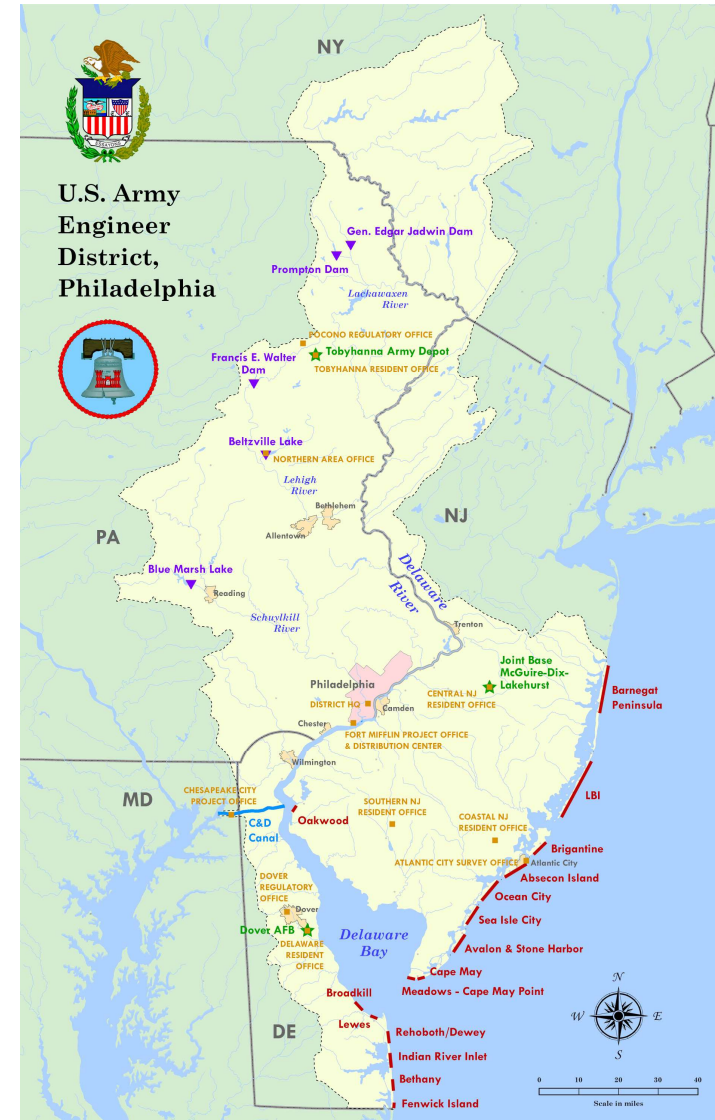 NY
ESSAYONS
U.S. Army
Engineer
District,
Philadelphia
Gen. Edgar Jadwin Dam
Prompton Dam
Lackawaxen
River
POCONO REGULATORY OFFICE
Tobyhanna Army Depot
TOBYHANNA RESIDENT OFFICE
Francis E. Walter
Dam
Beltzville Lake
NORTHERN AREA OFFICE
Lehigh
River
Bethlehem
Allentown
NJ
PA
Blue Marsh Lake
Reading
Delaware
River
Schuylkill
River
Trenton
Joint Base
McGuire-Dix-
Lakehurst
Philadelphia
CENTRAL NJ
RESIDENT OFFICE
Barnegat
Peninsula
DISTRICT HQ
Camden
Chester
FORT MIFFLIN PROJECT OFFICE
& DISTRIBUTION CENTER
Wilmington
MD
CHESAPEAKE CITY
PROJECT OFFICE
C&D
Canal
Oakwood
SOUTHERN NJ
RESIDENT OFFICE
LBI
COASTAL NJ
RESIDENT OFFICE
Brigantine
ATLANTIC CITY SURVEY OFFICE
Atlantic City
Absecon Island
DOVER
REGULATORY
OFFICE
Ocean City
Dover
Sea Isle City
Dover AFB
DELAWARE
RESIDENT
OFFICE
Delaware
Bay
Avalon & Stone Harbor
Cape May
Meadows - Cape May Point
Broadkill
Lewes
DE
Rehoboth/Dewey
Indian River Inlet
Bethany
Fenwick Island
N
W
E
S
0 10 20 30 40
Scale in miles